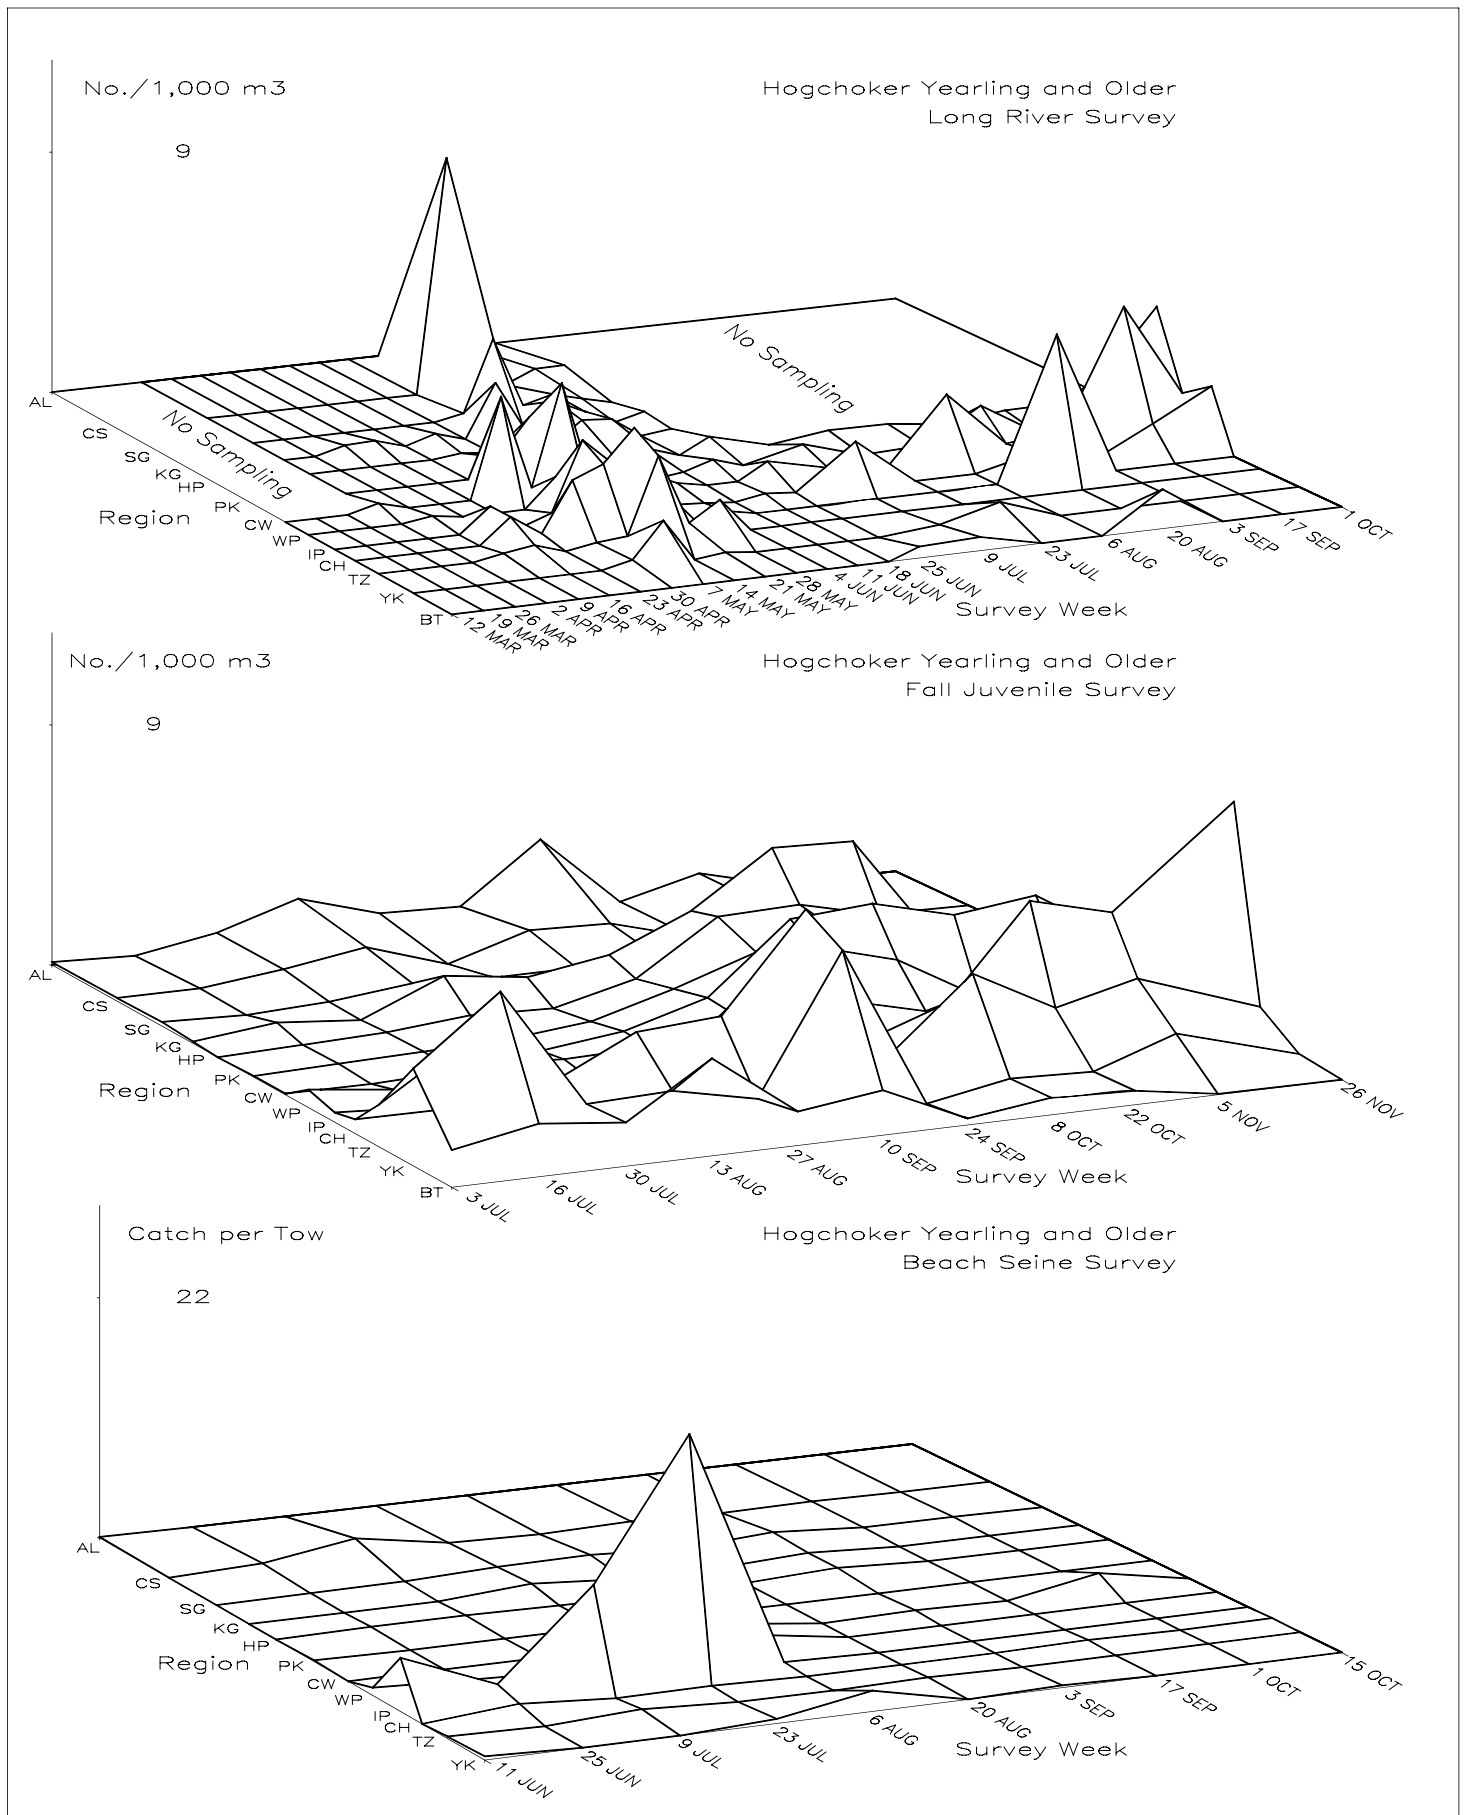 No./1,000 m3
Hogchoker Yearling and Older
Long River Survey
9
No Sampling
No Sampling
AL
CS
SG
KG
HP
PK
CW
WP
IP
CH
TZ
YK
BT
Region
12 MAR
19 MAR
26 MAR
2 APR
9 APR
16 APR
23 APR
30 APR
7 MAY
14 MAY
21 MAY
28 MAY
4 JUN
11 JUN
18 JUN
25 JUN
9 JUL
23 JUL
6 AUG
20 AUG
3 SEP
17 SEP
1 OCT
Survey Week
No./1,000 m3
Hogchoker Yearling and Older
Fall Juvenile Survey
9
AL
CS
SG
KG
HP
PK
CW
WP
IP
CH
TZ
YK
BT
Region
3 JUL
16 JUL
30 JUL
13 AUG
27 AUG
10 SEP
24 SEP
8 OCT
22 OCT
5 NOV
26 NOV
Survey Week
Catch per Tow
Hogchoker Yearling and Older
Beach Seine Survey
22
AL
CS
SG
KG
HP
PK
CW
WP
IP
CH
TZ
YK
Region
11 JUN
25 JUN
9 JUL
23 JUL
6 AUG
20 AUG
3 SEP
17 SEP
1 OCT
15 OCT
Survey Week